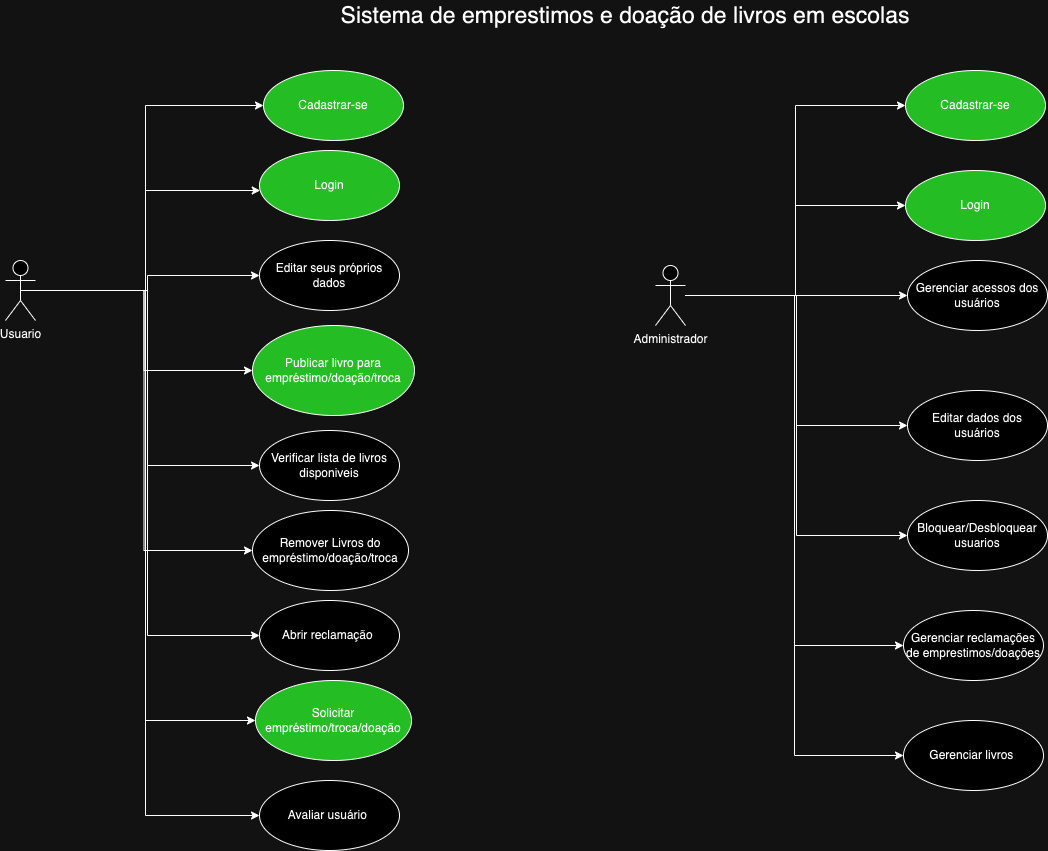 Sistema de emprestimos e doação de livros em escolas
Cadastrar-se
Login
Editar seus próprios
dados
Usuario
Publicar livro para
empréstimo/doação/troca
Verificar lista de livros
disponiveis
Remover Livros do
empréstimo/doação/troca
Abrir reclamação
Solicitar
empréstimo/troca/doação
Avaliar usuário
Cadastrar-se
Login
Gerenciar acessos dos
usuários
Administrador
Editar dados dos
usuários
Bloquear/Desbloquear
usuarios
Gerenciar reclamações
de emprestimos/doações
Gerenciar livros